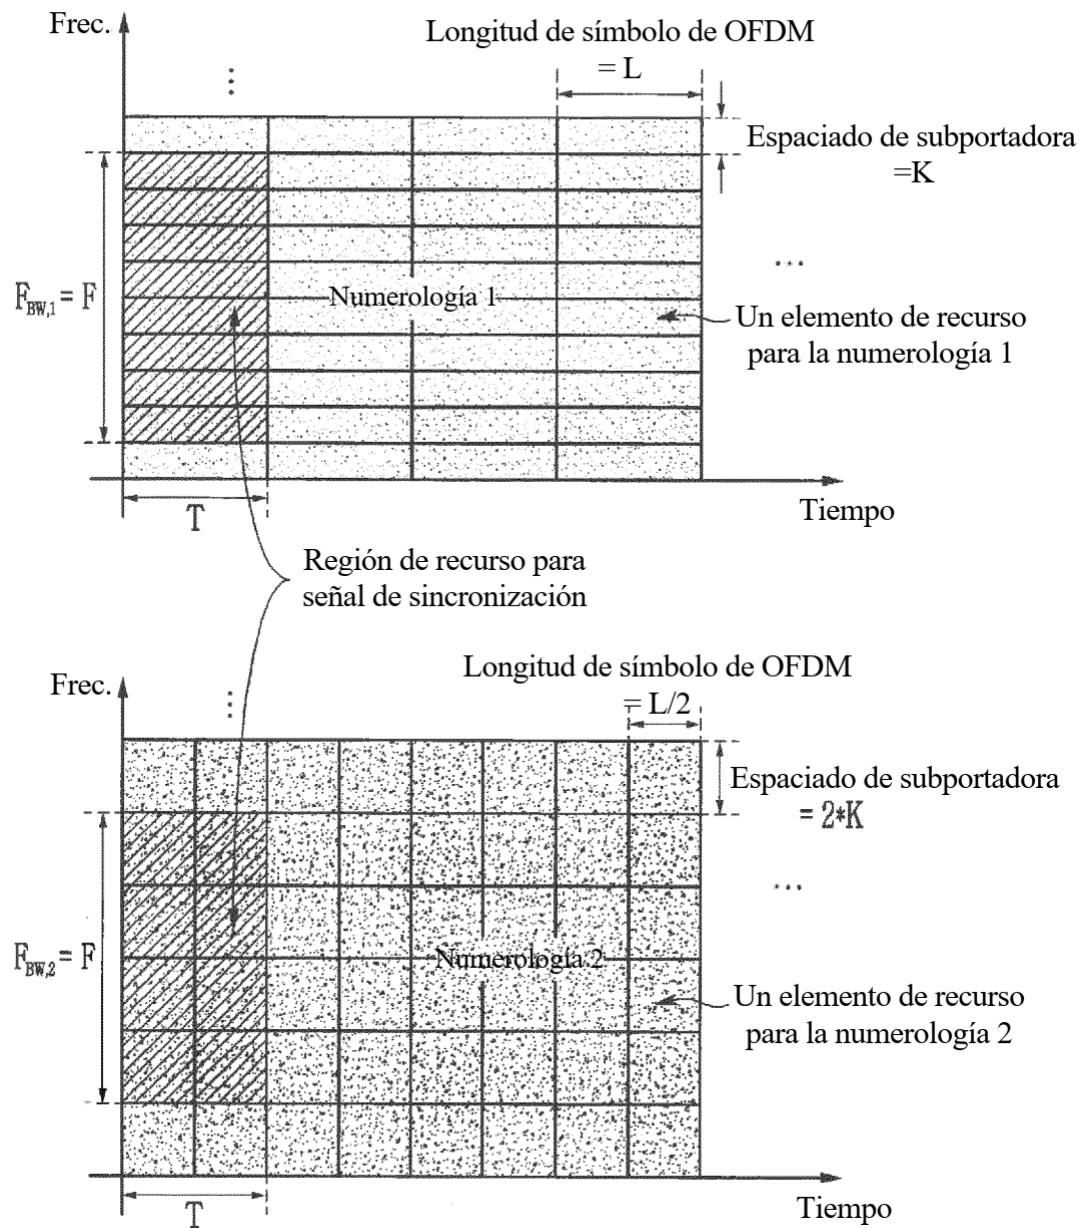 Frec.
Longitud de símbolo de OFDM
= L
Espaciado de subportadora
=K
F_BW,1 = F
Numerología 1
Un elemento de recurso
para la numerología 1
T
Tiempo
Región de recurso para
señal de sincronización
Longitud de símbolo de OFDM
= L/2
Frec.
Espaciado de subportadora
= 2*K
F_BW,2 = F
Numerología 2
Un elemento de recurso
para la numerología 2
T
Tiempo